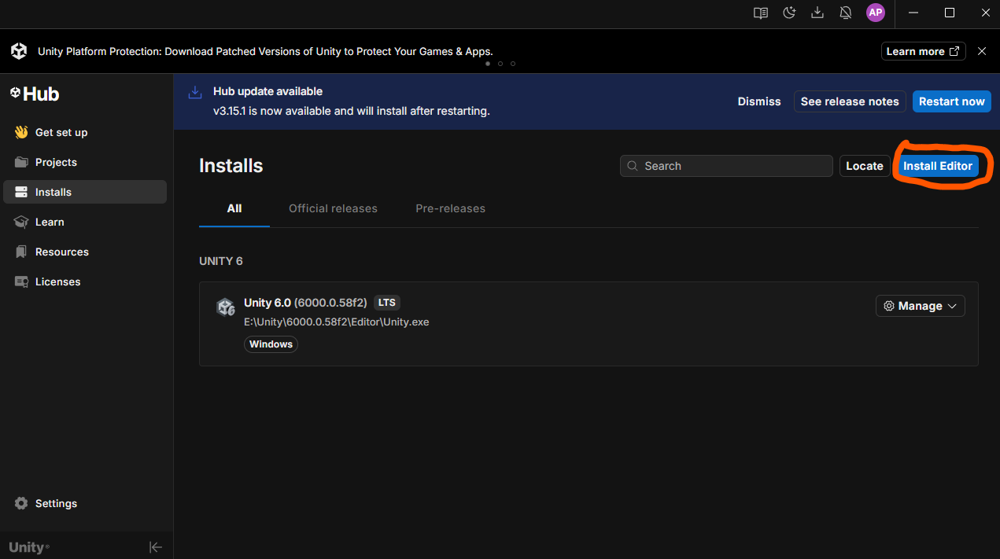 AP
Unity Platform Protection: Download Patched Versions of Unity to Protect Your Games & Apps.
Learn more
Hub
Hub update available
v3.15.1 is now available and will install after restarting.
Dismiss
See release notes
Restart now
Get set up
Projects
Installs
Learn
Resources
Licenses
Installs
Search
Locate
Install Editor
All
Official releases
Pre-releases
UNITY 6
Unity 6.0 (6000.0.58f2) LTS
E:\Unity\6000.0.58f2\Editor\Unity.exe
Windows
Manage
Settings
Unity®